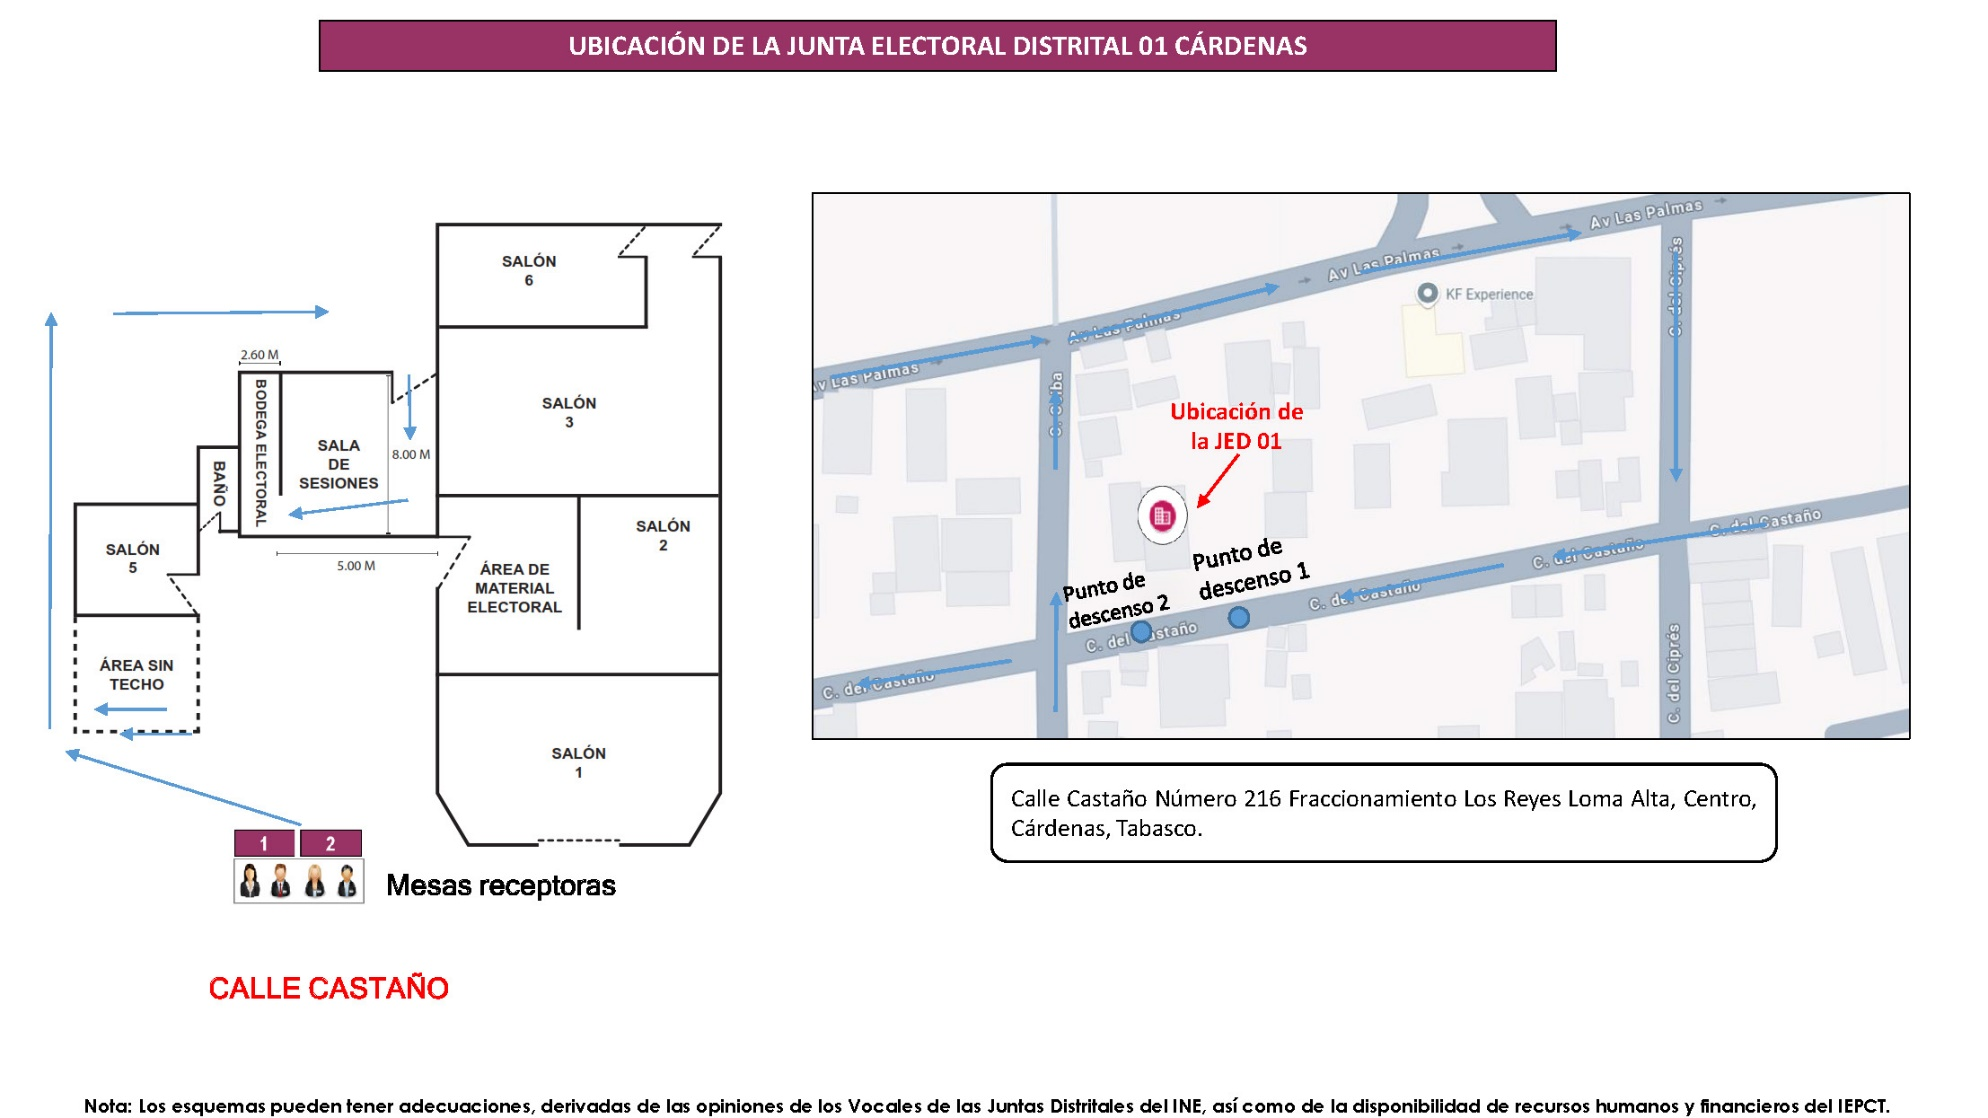 UBICACIÓN DE LA JUNTA ELECTORAL DISTRITAL 01 CÁRDENAS
SALÓN
6
SALÓN
3
2.60 M
BODEGA ELECTORAL
SALA
DE
SESIONES
8.00 M
BAÑO
SALÓN
5
5.00 M
ÁREA DE
MATERIAL
ELECTORAL
SALÓN
2
ÁREA SIN
TECHO
SALÓN
1
1
2
Mesas receptoras
CALLE CASTAÑO
Av Las Palmas
Av Las Palmas
Av Las Palmas
v Las Palmas
KF Experience
C. del Ciprés
C. Ceiba
Ubicación de
la JED 01
Punto de
descenso 1
Punto de
descenso 2
C. del Castaño
C. del Castaño
C. del Castaño
C. del Castaño
C. del Castaño
C. del Ciprés
Calle Castaño Número 216 Fraccionamiento Los Reyes Loma Alta, Centro,
Cárdenas, Tabasco.
Nota: Los esquemas pueden tener adecuaciones, derivadas de las opiniones de los Vocales de las Juntas Distritales del INE, así como de la disponibilidad de recursos humanos y financieros del IEPCT.